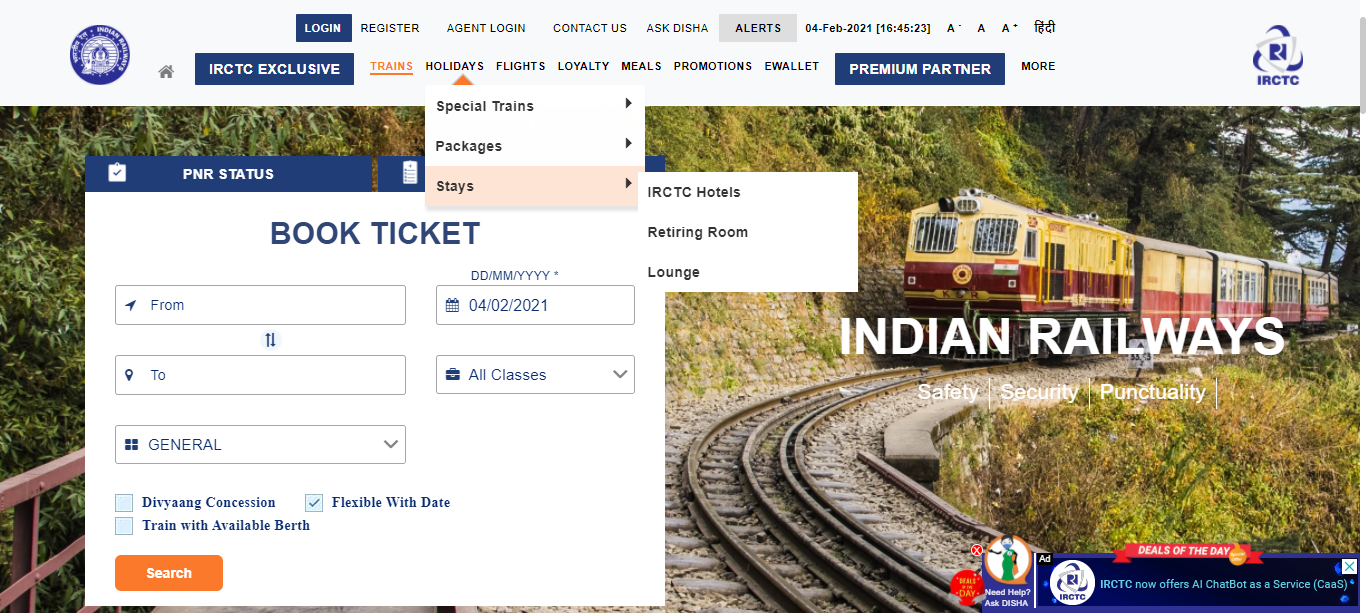 LOGIN REGISTER AGENT LOGIN CONTACT US ASK DISHA ALERTS 04-Feb-2021 [16:45:23] A - A A + हिंदी
IRCTC EXCLUSIVE TRAINS HOLIDAYS FLIGHTS LOYALTY MEALS PROMOTIONS EWALLET PREMIUM PARTNER MORE
IRCTC
Special Trains
Packages
Stays
IRCTC Hotels
Retiring Room
Lounge
PNR STATUS
BOOK TICKET
DD/MM/YYYY *
From
04/02/2021
To
All Classes
GENERAL
Divyaang Concession
Flexible With Date
Train with Available Berth
Search
INDIAN RAILWAYS
Safety | Security | Punctuality |
Need Help?
Ask DISHA
Ad
DEALS OF THE DAY
IRCTC
IRCTC now offers AI ChatBot as a Service (CaaS)